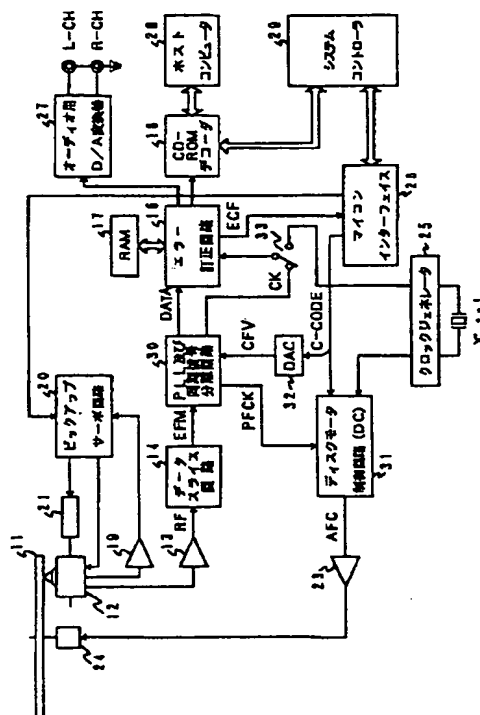 11
24
12
21
20
ピックアップ
サーボ回路
19
13
RF
14
データ
スライス
回路
EFM
30
PLL及び
同期信号
分離回路
DATA
17
RAM
16
エラー
訂正回路
27
オーディオ用
D/A変換器
L-CH
R-CH
18
CD-
ROM
デコーダ
28
ホスト
コンピュータ
29
システム
コントローラ
ECF
33
CK
CFV
PFCK
32
DAC
C-CODE
マイコン
インターフェイス
25
クロックジェネレータ
ディスクモータ
制御回路(DC)
31
AFC
23
X'tal